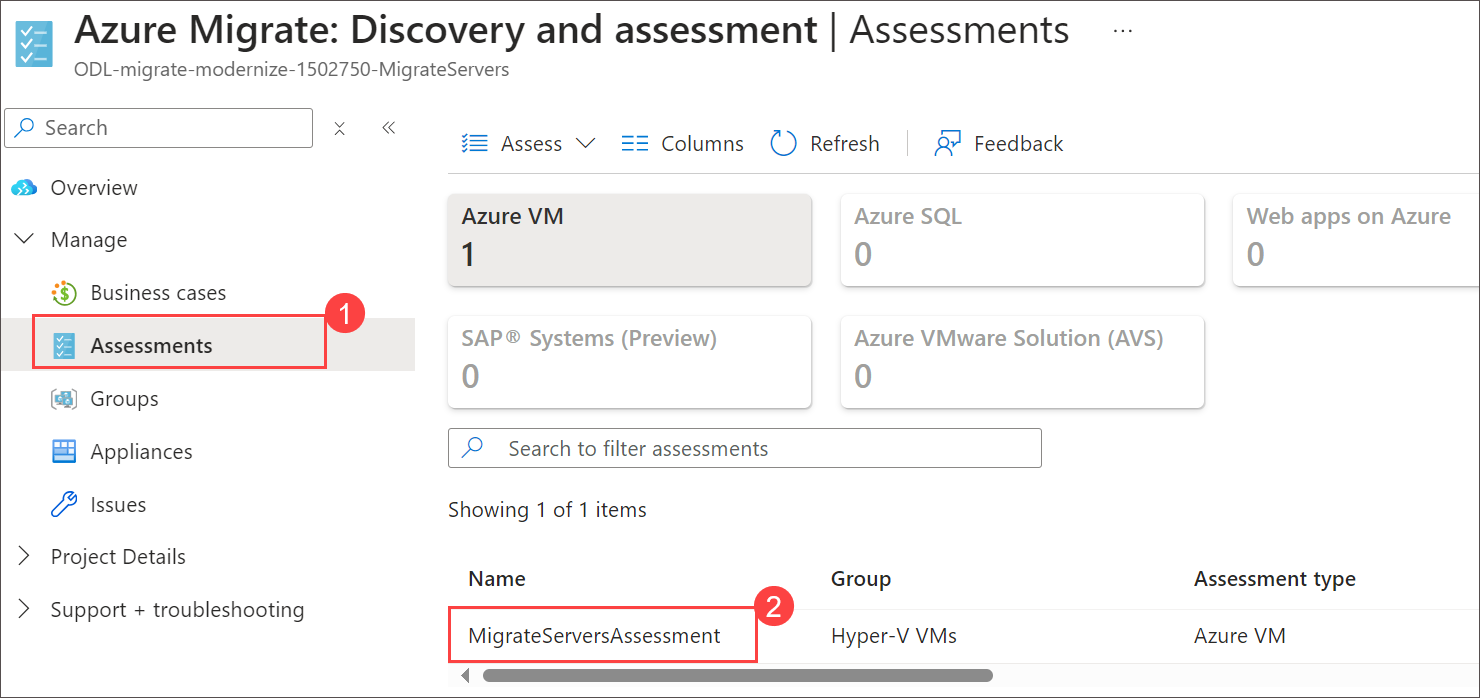 Azure Migrate: Discovery and assessment | Assessments ...
ODL-migrate-modernize-1502750-MigrateServers
Search
Overview
Manage
Business cases
1
Assessments
Groups
Appliances
Issues
Project Details
Support + troubleshooting
Assess Columns Refresh Feedback
Azure VM
1
Azure SQL
0
Web apps on Azure
0
SAP® Systems (Preview)
0
Azure VMware Solution (AVS)
0
Search to filter assessments
Showing 1 of 1 items
Name Group Assessment type
2
MigrateServersAssessment Hyper-V VMs Azure VM